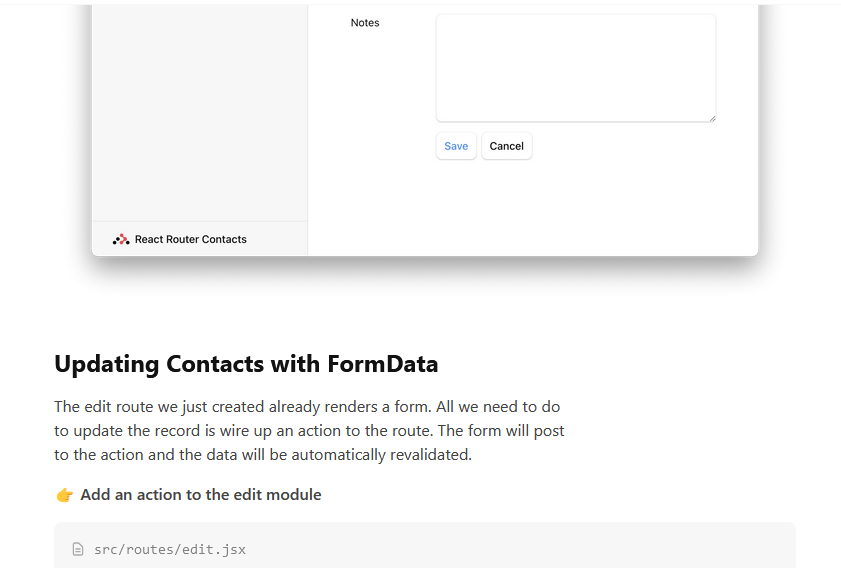 Notes
Save Cancel
React Router Contacts
Updating Contacts with FormData
The edit route we just created already renders a form. All we need to do
to update the record is wire up an action to the route. The form will post
to the action and the data will be automatically revalidated.
👉 Add an action to the edit module
src/routes/edit.jsx